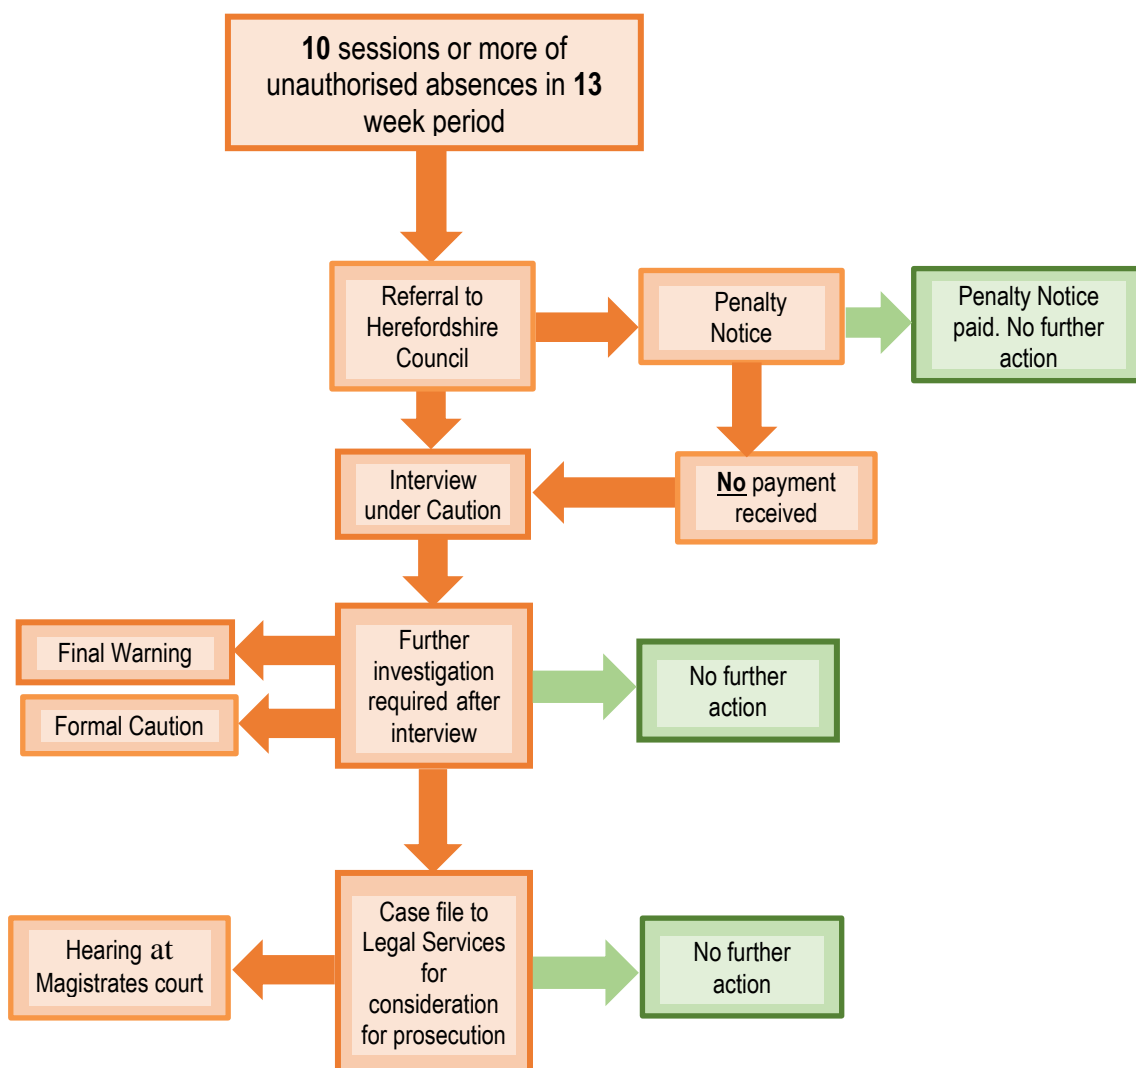 10 sessions or more of
unauthorised absences in 13
week period
Referral to
Herefordshire
Council
Penalty
Notice
Penalty Notice
paid. No further
action
Interview
under Caution
No payment
received
Final Warning
Formal Caution
Further
investigation
required after
interview
No further
action
Hearing at
Magistrates court
Case file to
Legal Services
for
consideration
for prosecution
No further
action